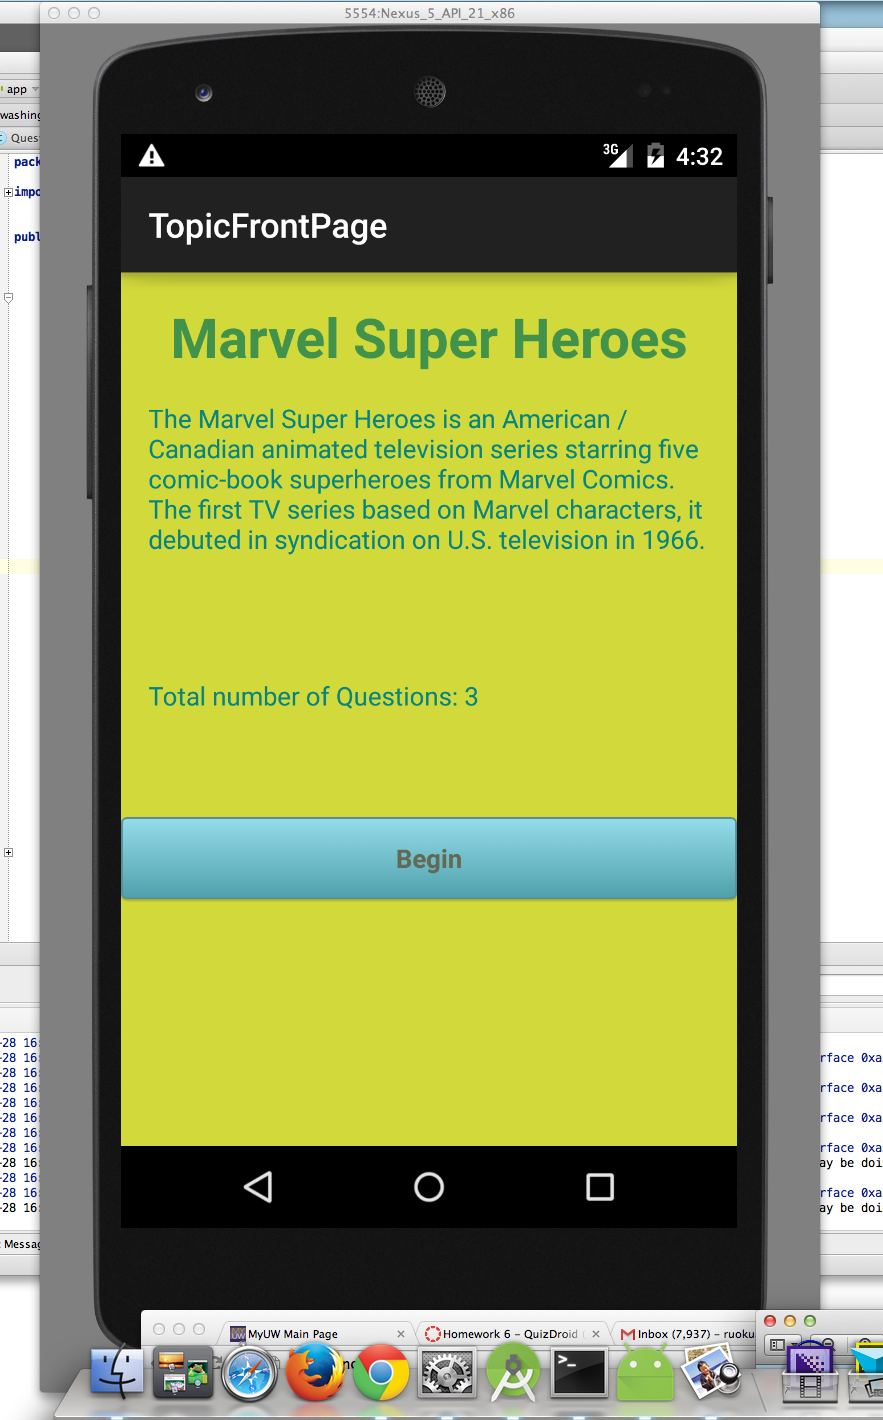 5554:Nexus_5_API_21_x86
app
washing
Ques
pack
impo
publ
3G 4:32
TopicFrontPage
Marvel Super Heroes
The Marvel Super Heroes is an American /
Canadian animated television series starring five
comic-book superheroes from Marvel Comics.
The first TV series based on Marvel characters, it
debuted in syndication on U.S. television in 1966.
Total number of Questions: 3
Begin
-28 16:
-28 16: rface 0xa
-28 16:
-28 16: rface 0xa
-28 16:
-28 16: rface 0xa
-28 16:
-28 16: rface 0xa
-28 16: ay be doi
-28 16:
-28 16: rface 0xa
-28 16: ay be doi
Messag
MyUW Main Page
Homework 6 – QuizDroid
Inbox (7,937) – ruoku